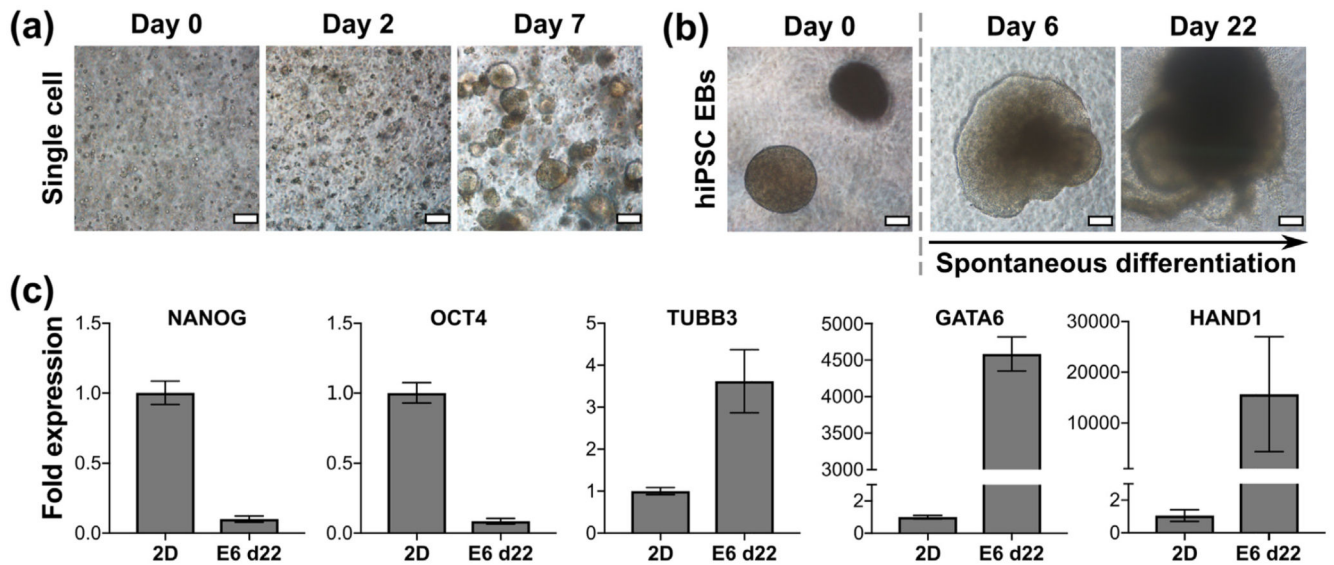 (a) Day 0 Day 2 Day 7
Single cell
(b) Day 0 Day 6 Day 22
hiPSC EBs
Spontaneous differentiation
(c)
Fold expression
NANOG
1.5
1.0
0.5
0.0
2D E6 d22
OCT4
1.5
1.0
0.5
0.0
2D E6 d22
TUBB3
5
4
3
2
1
0
2D E6 d22
GATA6
5000
4500
4000
3500
3000
2
0
2D E6 d22
HAND1
30000
20000
10000
2
0
2D E6 d22